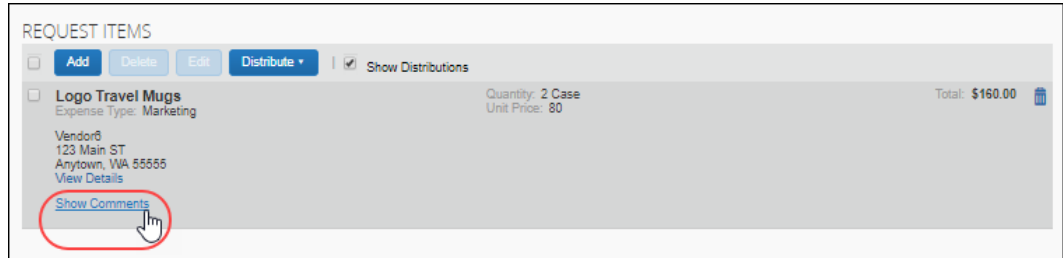 REQUEST ITEMS
Add Delete Edit Distribute Show Distributions
Logo Travel Mugs Quantity: 2 Case Total: $160.00
Expense Type: Marketing Unit Price: 80
Vendor6
123 Main ST
Anytown, WA 55555
View Details
Show Comments